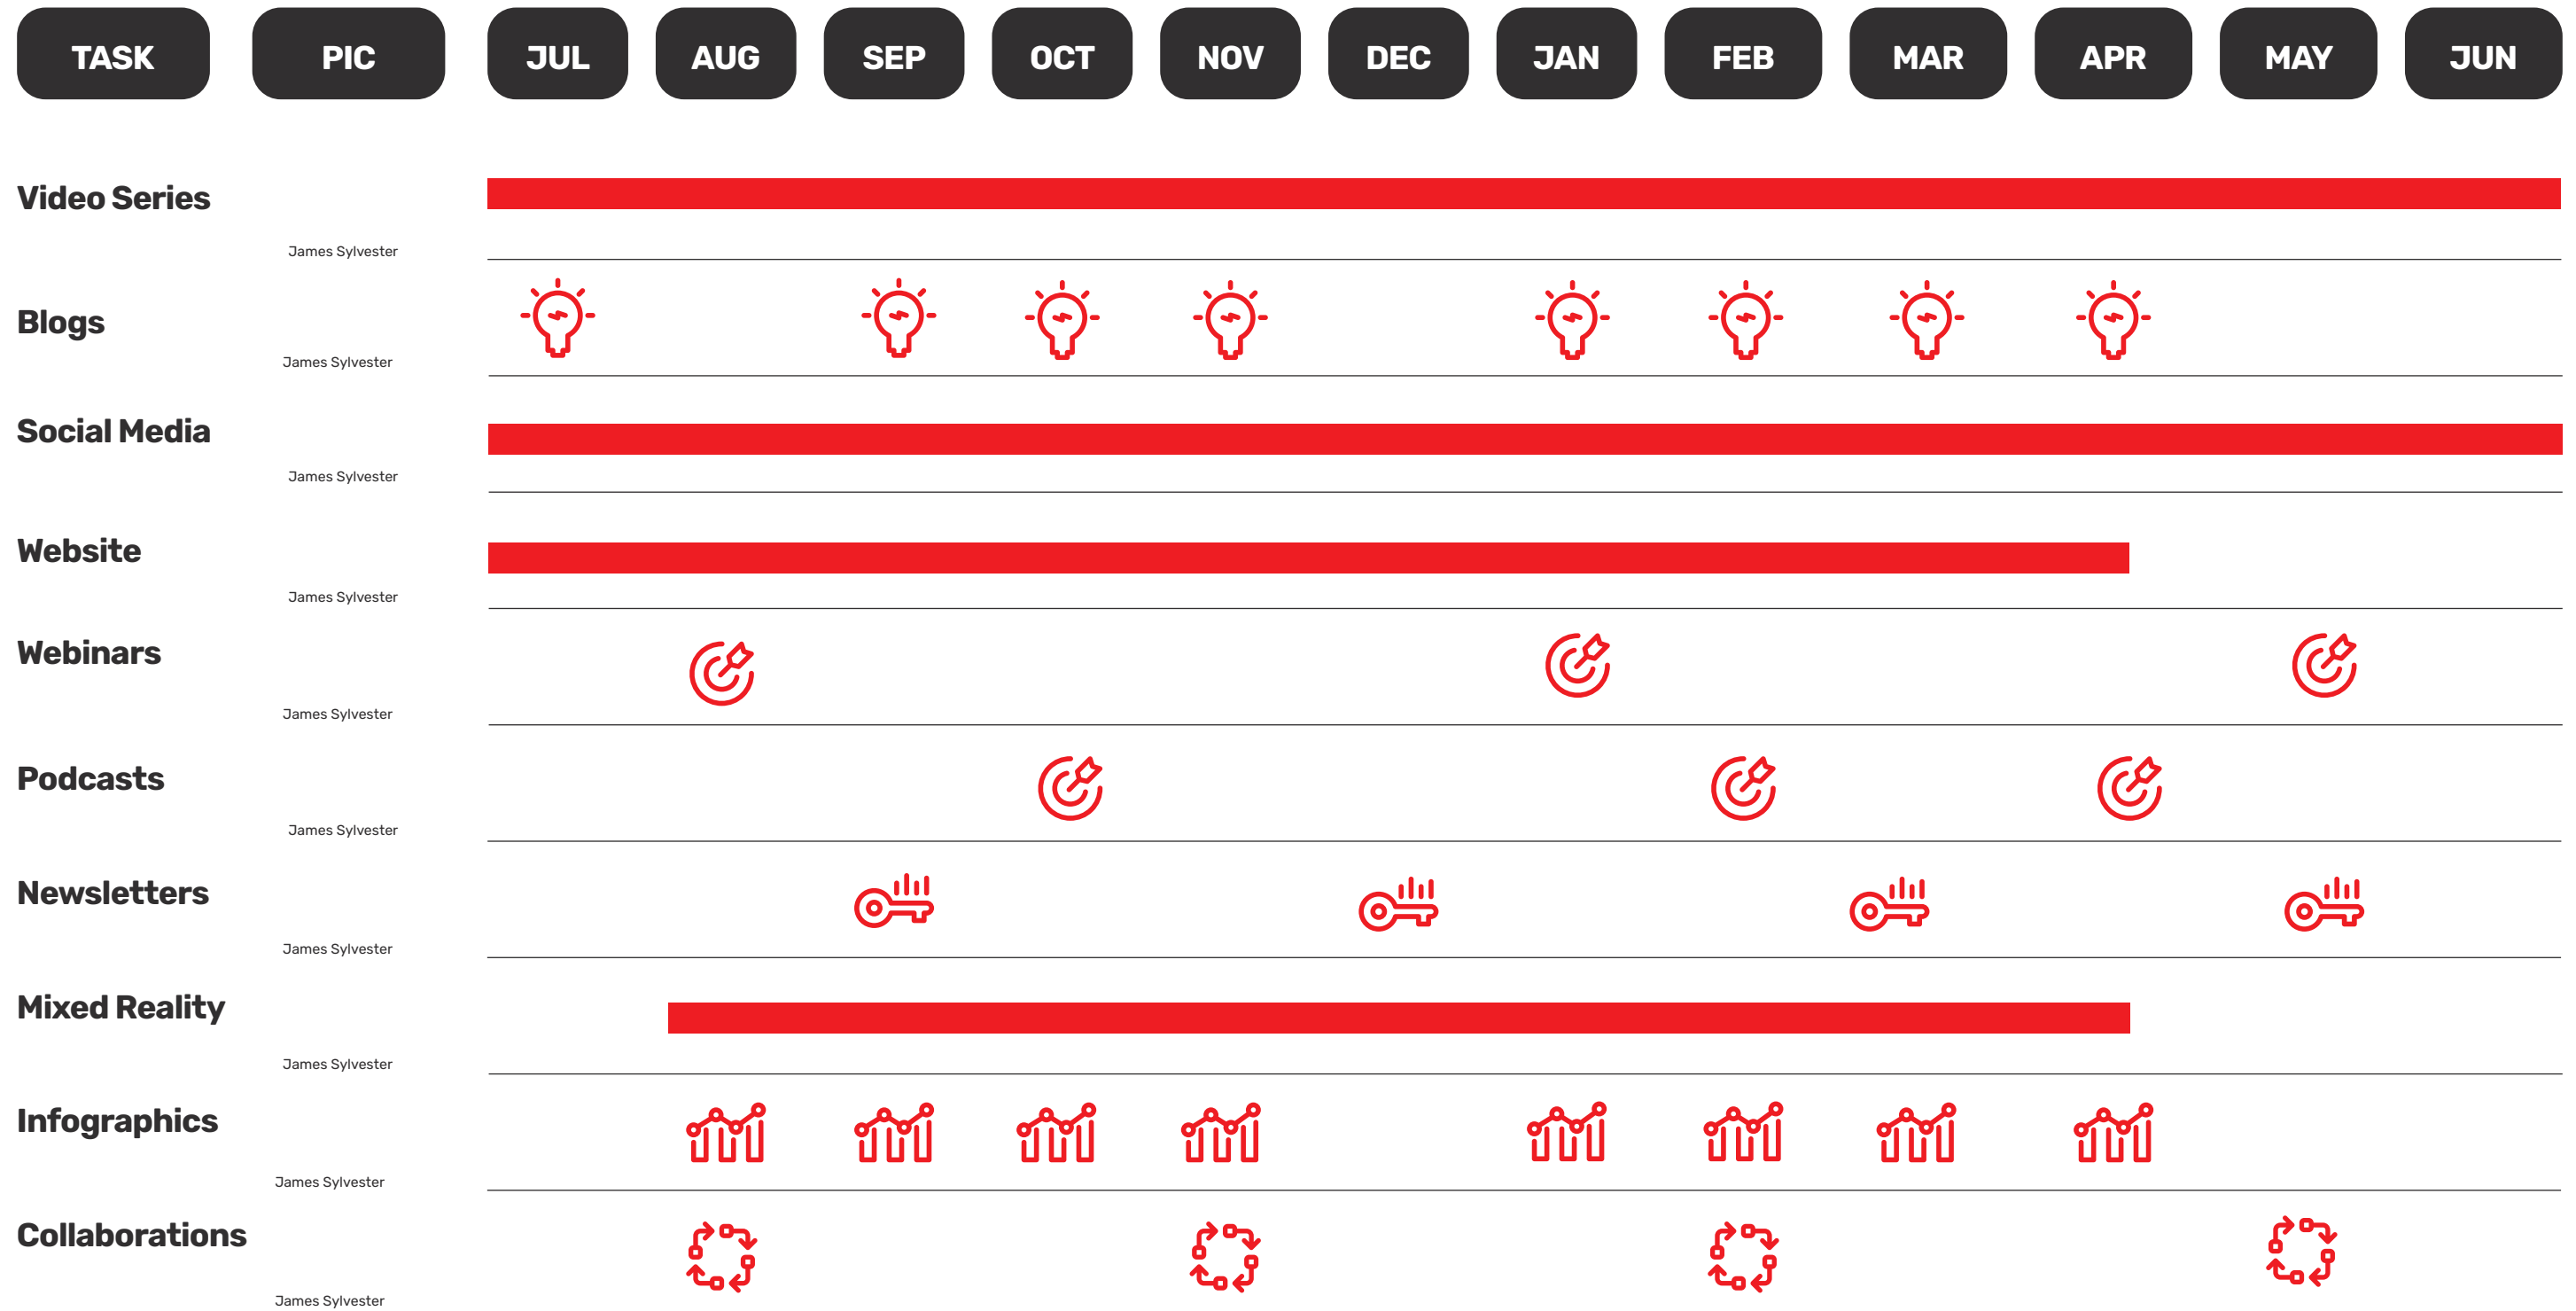 TASK PIC JUL AUG SEP OCT NOV DEC JAN FEB MAR APR MAY JUN
Video Series
James Sylvester
Blogs
James Sylvester
Social Media
James Sylvester
Website
James Sylvester
Webinars
James Sylvester
Podcasts
James Sylvester
Newsletters
James Sylvester
Mixed Reality
James Sylvester
Infographics
James Sylvester
Collaborations
James Sylvester